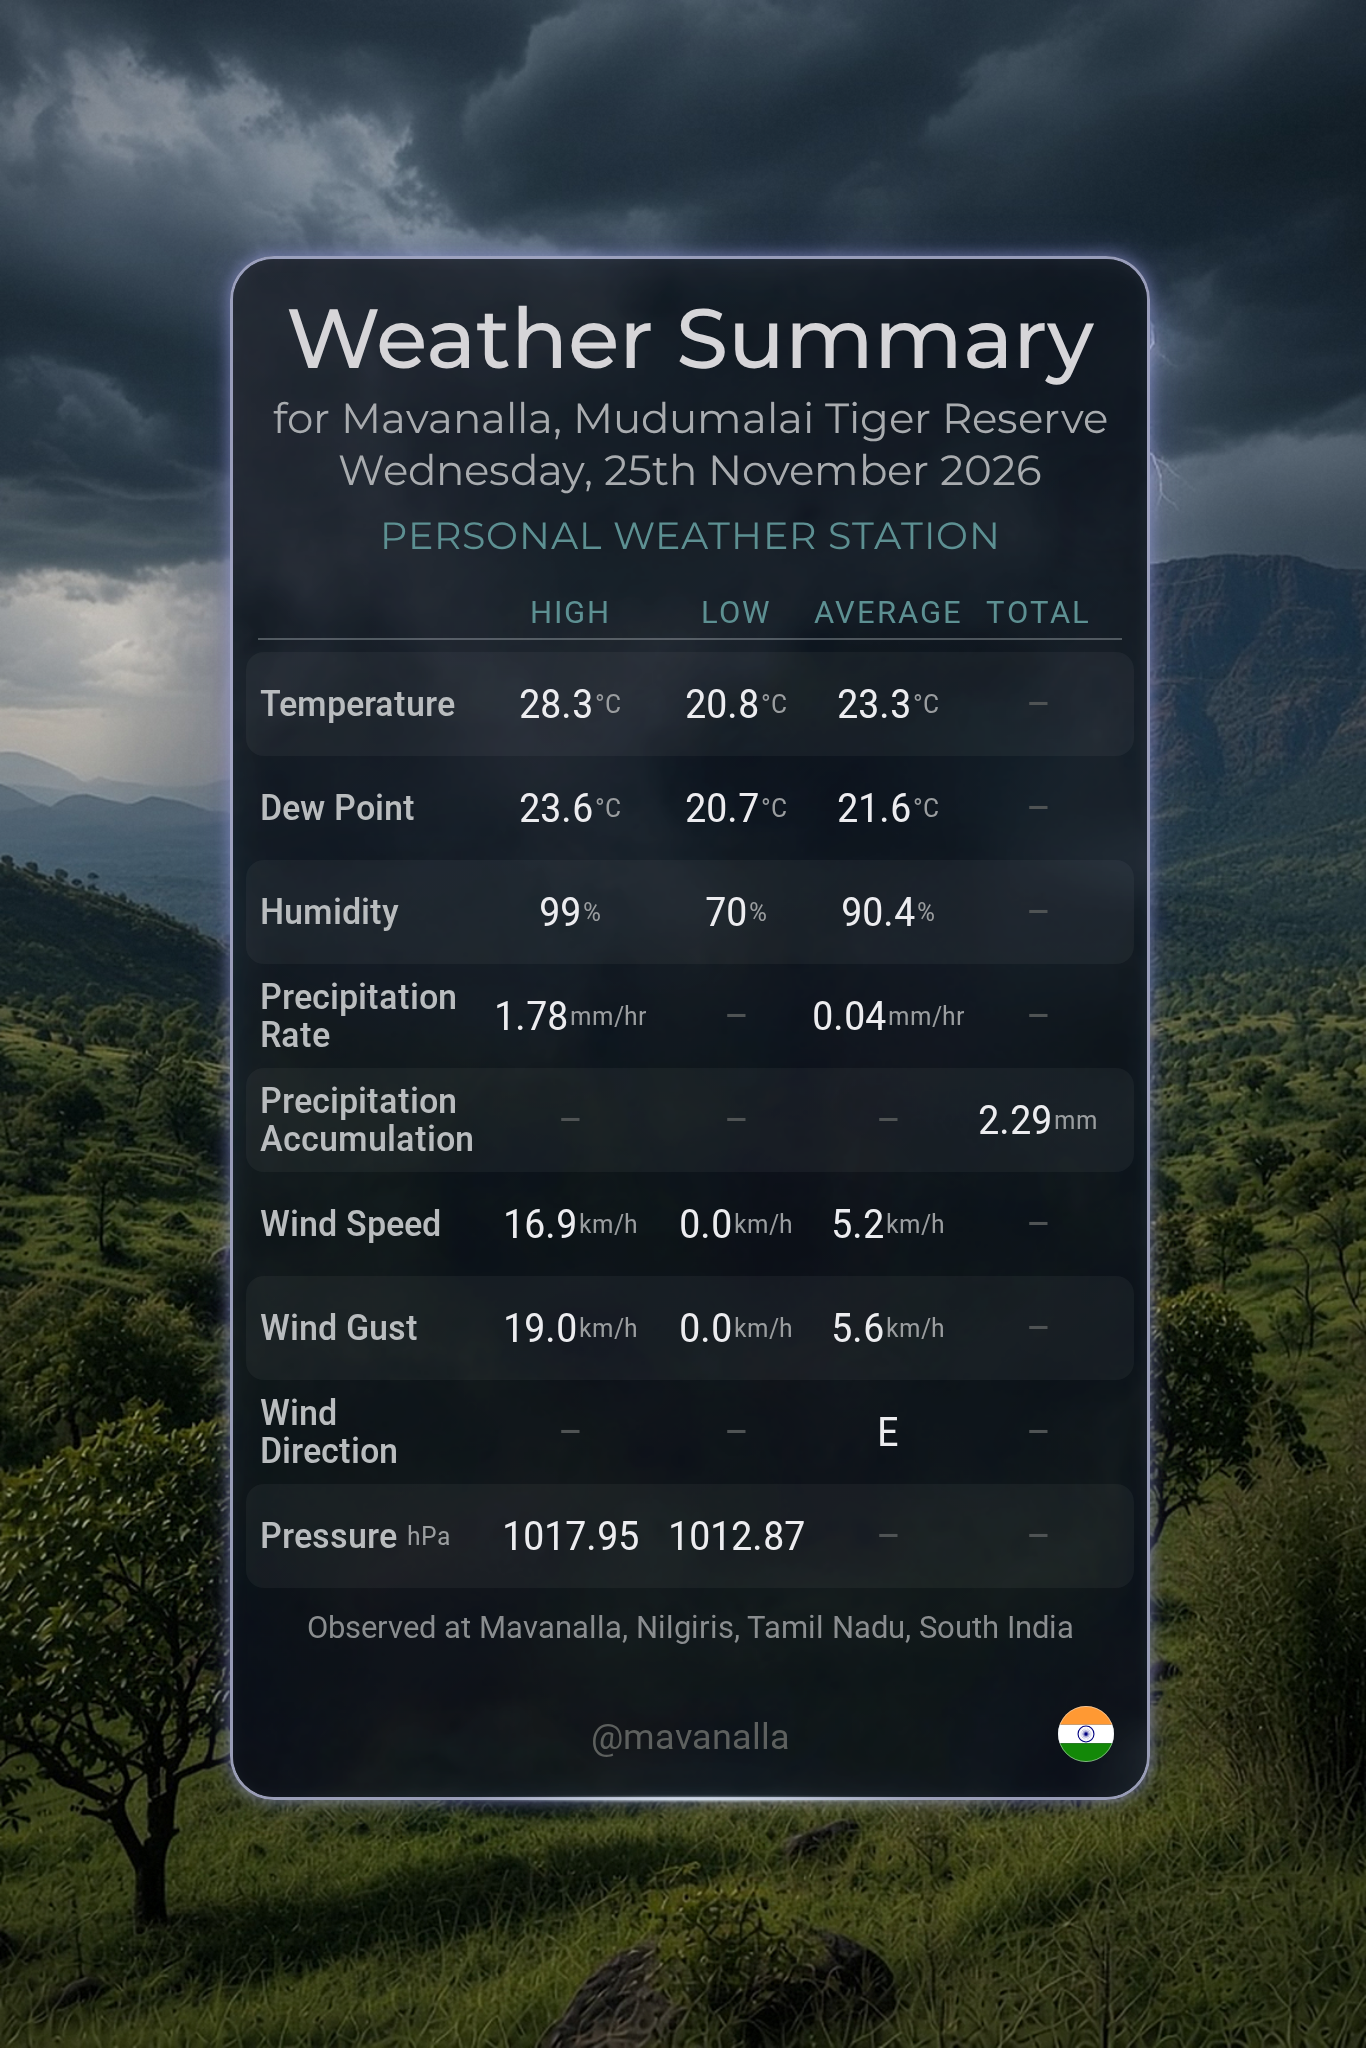 Weather Summary
for Mavanalla, Mudumalai Tiger Reserve
Wednesday, 25th November 2026
PERSONAL WEATHER STATION
HIGH LOW AVERAGE TOTAL
Temperature 28.3°C 20.8°C 23.3°C –
Dew Point 23.6°C 20.7°C 21.6°C –
Humidity 99% 70% 90.4% –
Precipitation
Rate 1.78mm/hr – 0.04mm/hr –
Precipitation
Accumulation – – – 2.29mm
Wind Speed 16.9km/h 0.0km/h 5.2km/h –
Wind Gust 19.0km/h 0.0km/h 5.6km/h –
Wind
Direction – – E –
Pressure hPa 1017.95 1012.87 – –
Observed at Mavanalla, Nilgiris, Tamil Nadu, South India
@mavanalla